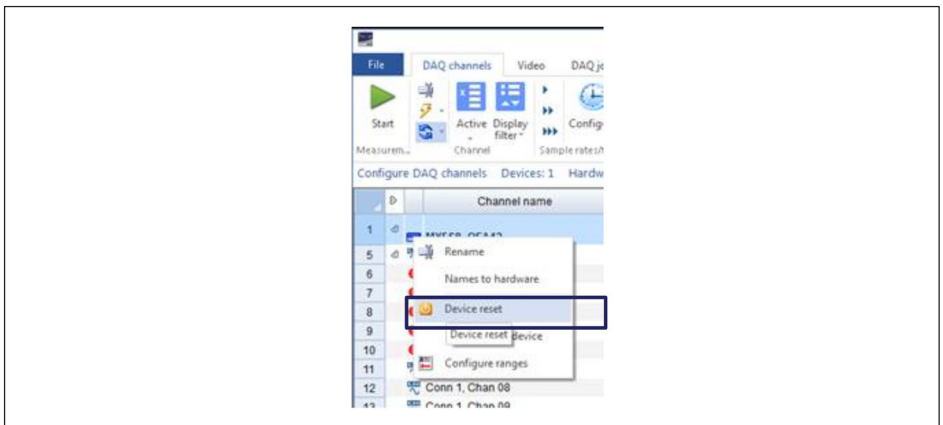 File DAQ channels Video DAQ jo
Start Active Display filter Config
Measurem... Channel Sample rates/
Configure DAQ channels Devices: 1 Hardw
Channel name
1
5 Rename
6 Names to hardware
7
8 Device reset
9 Device reset device
10
11 Configure ranges
12 Conn 1, Chan 08
13 Conn 1, Chan 09